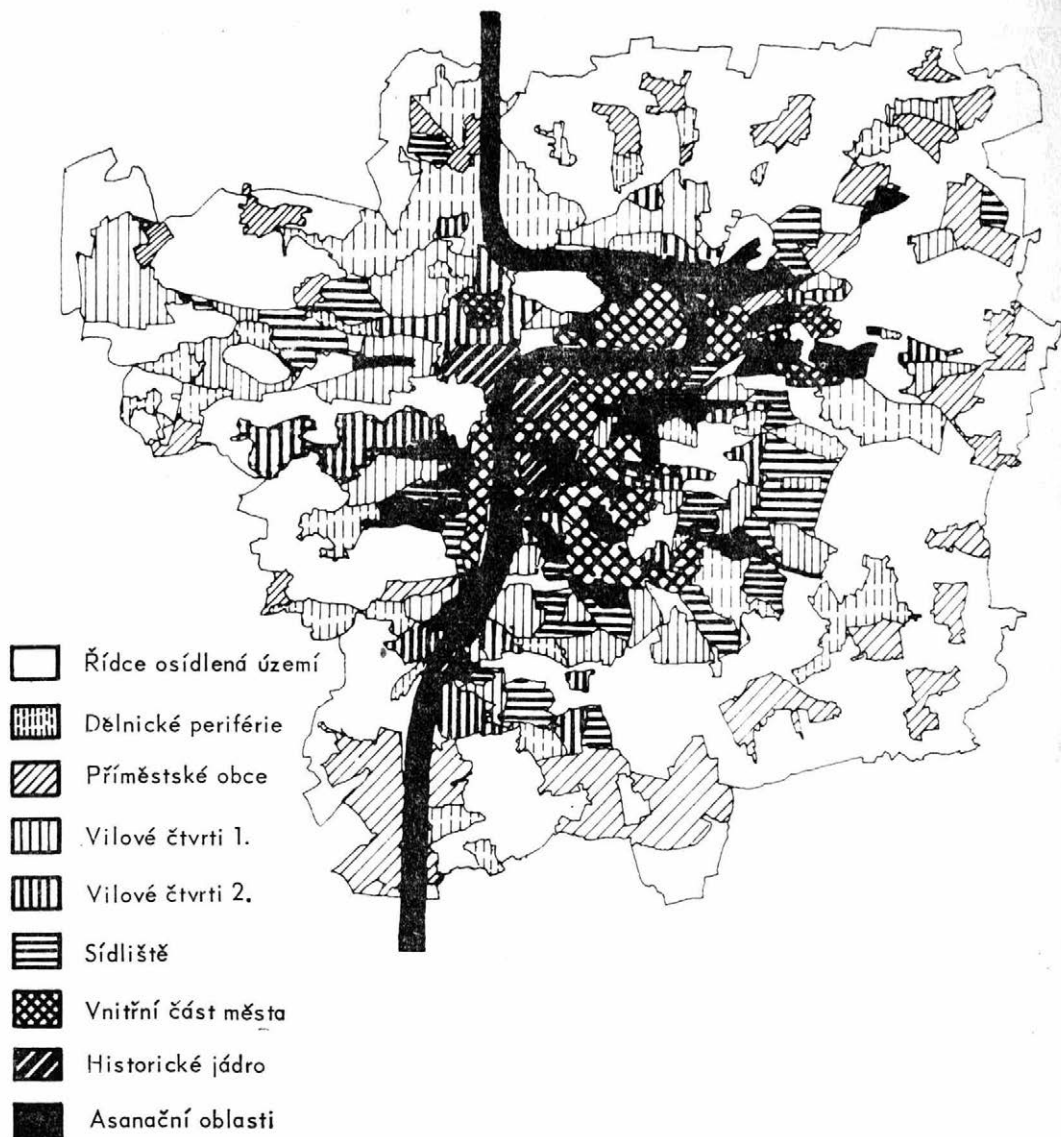 Řídce osídlená území
Dělnické periférie
Příměstské obce
Vilové čtvrti 1.
Vilové čtvrti 2.
Sídliště
Vnitřní část města
Historické jádro
Asanační oblasti